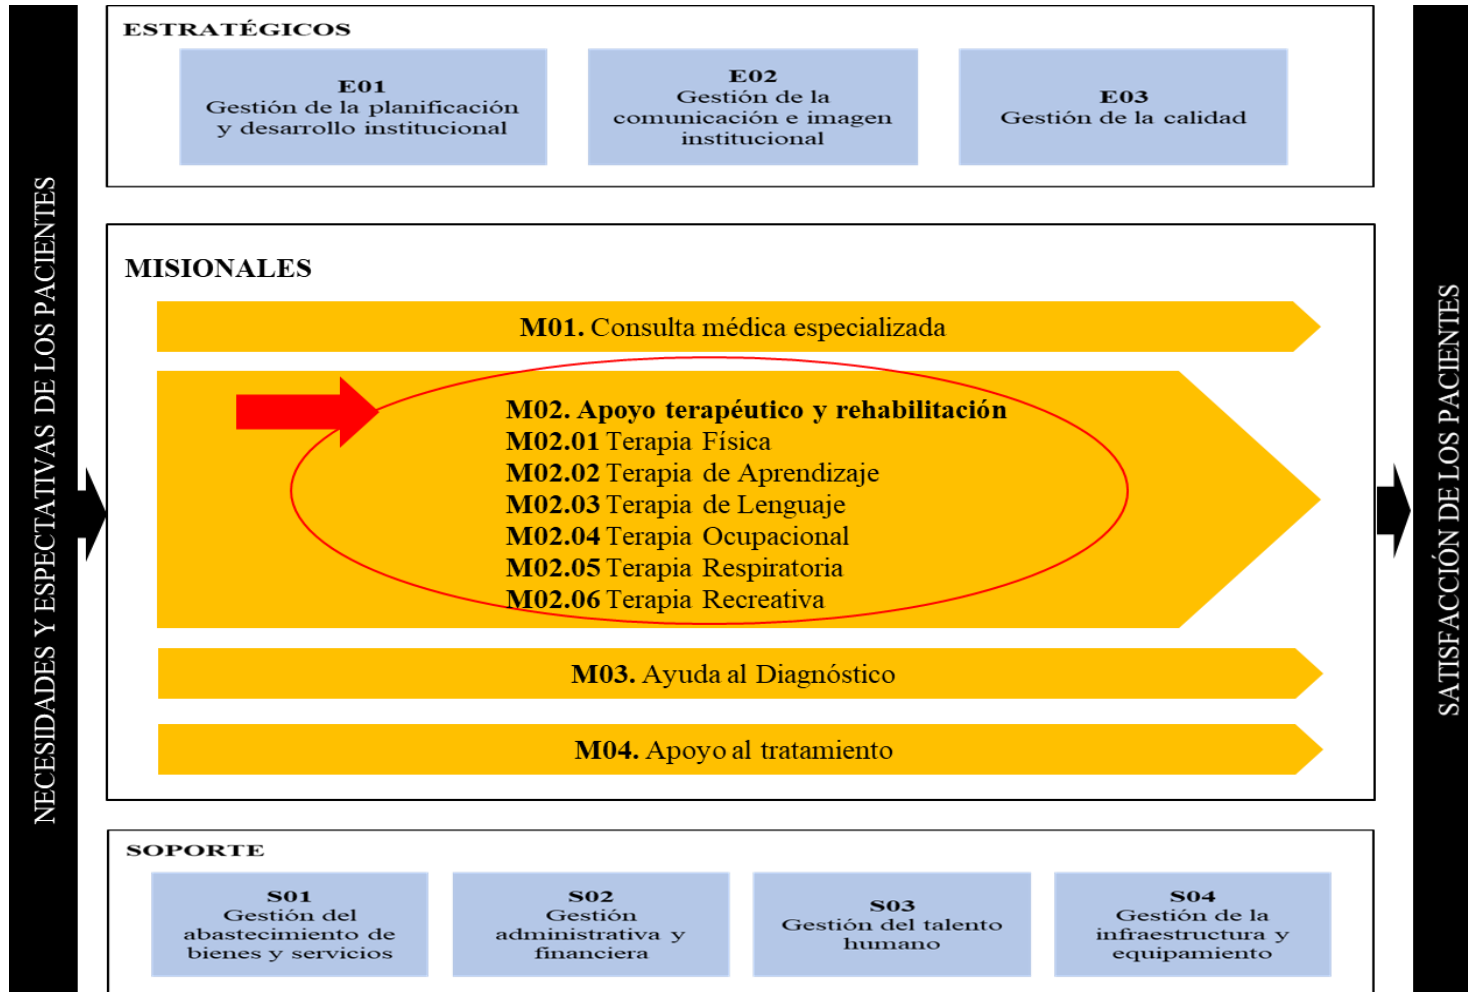 NECESIDADES Y ESPECTATIVAS DE LOS PACIENTES
ESTRATÉGICOS
E01
Gestión de la planificación
y desarrollo institucional
E02
Gestión de la
comunicación e imagen
institucional
E03
Gestión de la calidad
MISIONALES
M01. Consulta médica especializada
M02. Apoyo terapéutico y rehabilitación
M02.01 Terapia Física
M02.02 Terapia de Aprendizaje
M02.03 Terapia de Lenguaje
M02.04 Terapia Ocupacional
M02.05 Terapia Respiratoria
M02.06 Terapia Recreativa
M03. Ayuda al Diagnóstico
M04. Apoyo al tratamiento
SOPORTE
S01
Gestión del
abastecimiento de
bienes y servicios
S02
Gestión
administrativa y
financiera
S03
Gestión del talento
humano
S04
Gestión de la
infraestructura y
equipamiento
SATISFACCIÓN DE LOS PACIENTES